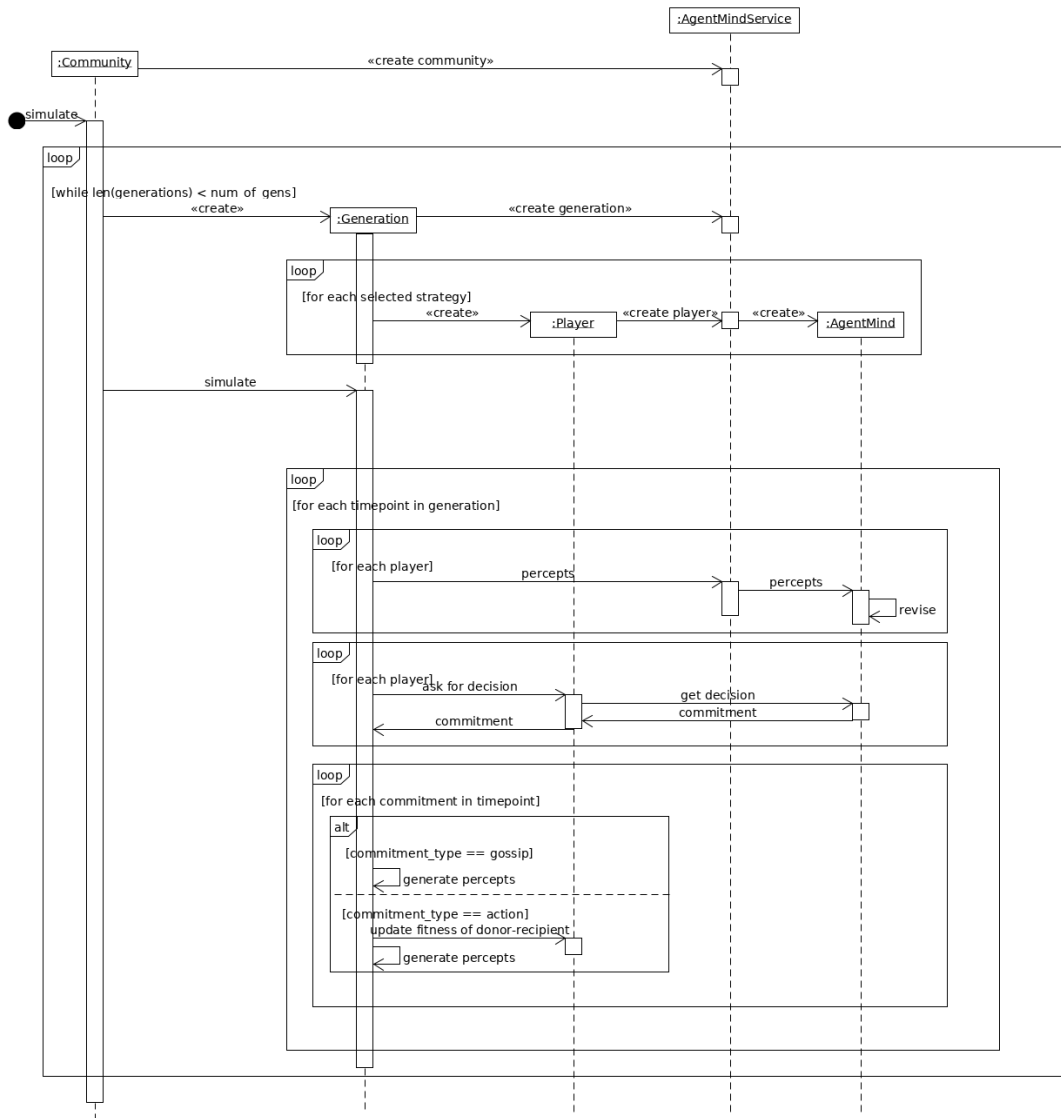 :AgentMindService
:Community
«create community»
simulate
loop
[while len(generations) < num_of_gens]
«create»
:Generation
«create generation»
loop
[for each selected strategy]
«create»
:Player
«create player»
«create»
:AgentMind
simulate
loop
[for each timepoint in generation]
loop
[for each player]
percepts
percepts
revise
loop
[for each player]
ask for decision
get decision
commitment
commitment
loop
[for each commitment in timepoint]
alt
[commitment_type == gossip]
generate percepts
[commitment_type == action]
update fitness of donor-recipient
generate percepts